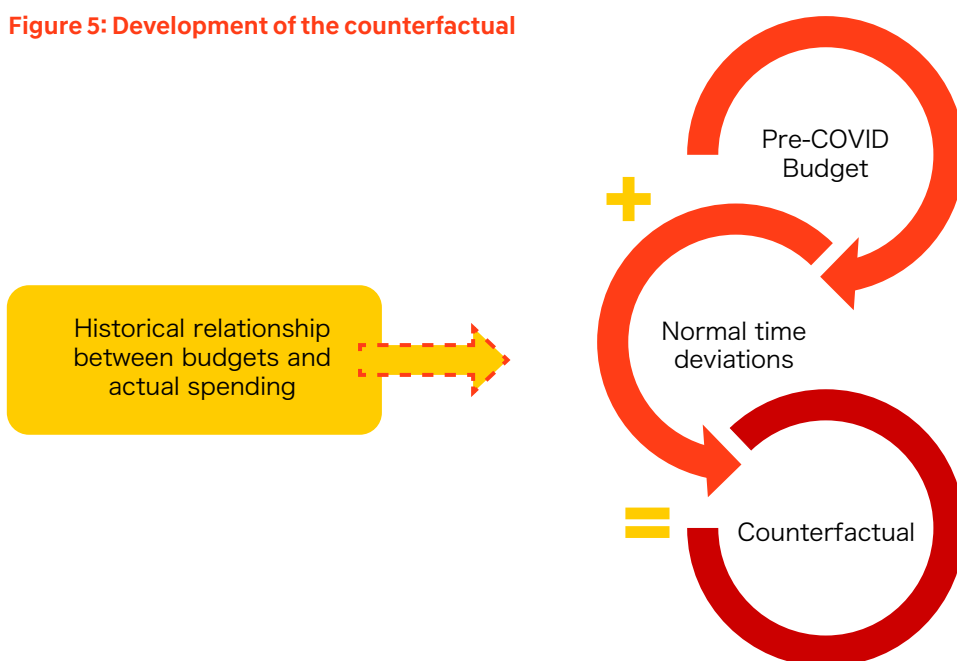 Figure 5: Development of the counterfactual
Pre-COVID
Budget
+
Historical relationship
between budgets and
actual spending
Normal time
deviations
=
Counterfactual